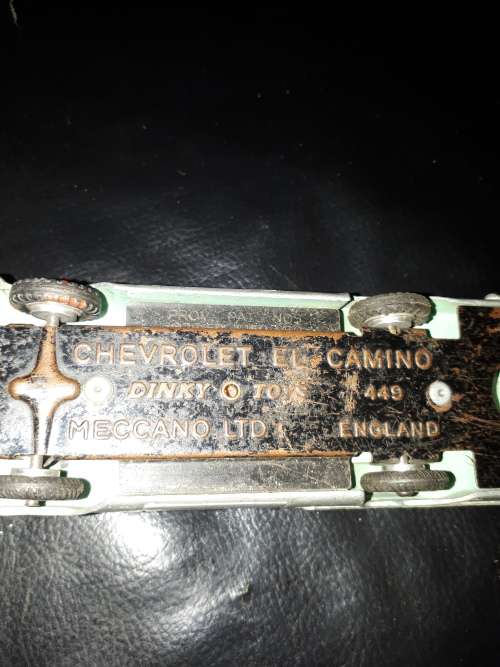 CHEVROLET EL CAMINO
DINKY TOYS 449
MECCANO LTD ENGLAND